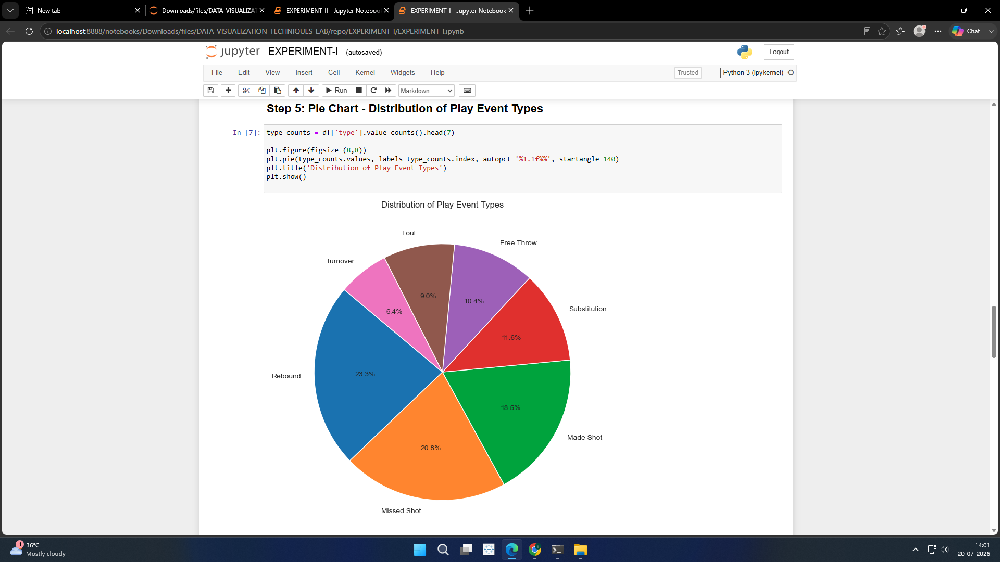 New tab
Downloads/files/DATA-VISUALIZAT
EXPERIMENT-II - Jupyter Notebook
EXPERIMENT-I - Jupyter Notebook
localhost:8888/notebooks/Downloads/files/DATA-VISUALIZATION-TECHNIQUES-LAB/repo/EXPERIMENT-I/EXPERIMENT-I.ipynb
Chat
jupyter EXPERIMENT-I (autosaved)
Logout
File Edit View Insert Cell Kernel Widgets Help
Trusted
Python 3 (ipykernel)
Run
Markdown
Step 5: Pie Chart - Distribution of Play Event Types
In [7]:
type_counts = df['type'].value_counts().head(7)
plt.figure(figsize=(8,8))
plt.pie(type_counts.values, labels=type_counts.index, autopct='%1.1f%%', startangle=140)
plt.title('Distribution of Play Event Types')
plt.show()
Distribution of Play Event Types
Foul
Free Throw
Turnover
9.0%
10.4%
Substitution
6.4%
11.6%
23.3%
Rebound
18.5%
Made Shot
20.8%
Missed Shot
1
36°C
Mostly cloudy
14:01
20-07-2026